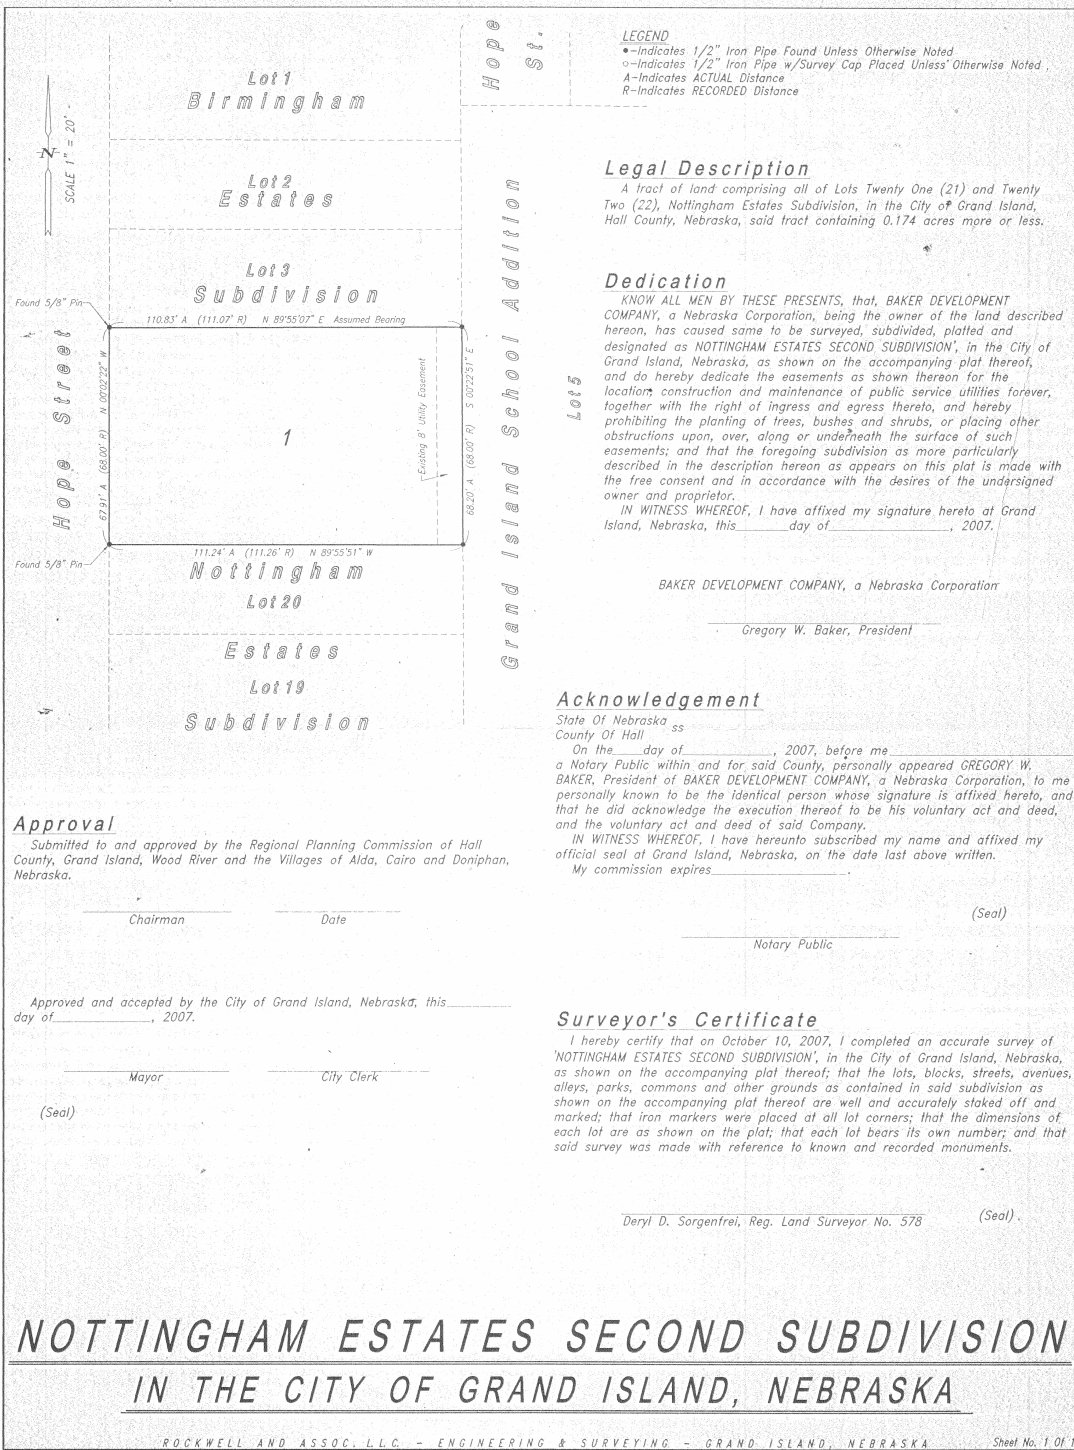 LEGEND
●-Indicates 1/2" Iron Pipe Found Unless Otherwise Noted
○-Indicates 1/2" Iron Pipe w/Survey Cap Placed Unless Otherwise Noted
A-Indicates ACTUAL Distance
R-Indicates RECORDED Distance
Hope St.
Lot 1
Birmingham
N
SCALE 1" = 20'
Lot 2
Estates
Lot 3
Subdivision
Found 5/8" Pin
110.83' A (111.07' R) N 89°55'07" E Assumed Bearing
Hope Street
67.91' A (68.00' R) N 00°02'22" W
1
Existing 8' Utility Easement
68.20' A (68.00' R) S 00°22'51" E
Grand Island School Addition
Lot 5
Found 5/8" Pin
111.24' A (111.26' R) N 89°55'51" W
Nottingham
Lot 20
Estates
Lot 19
Subdivision
Legal Description
A tract of land comprising all of Lots Twenty One (21) and Twenty
Two (22), Nottingham Estates Subdivision, in the City of Grand Island,
Hall County, Nebraska, said tract containing 0.174 acres more or less.
Dedication
KNOW ALL MEN BY THESE PRESENTS, that, BAKER DEVELOPMENT
COMPANY, a Nebraska Corporation, being the owner of the land described
hereon, has caused same to be surveyed, subdivided, platted and
designated as 'NOTTINGHAM ESTATES SECOND SUBDIVISION', in the City of
Grand Island, Nebraska, as shown on the accompanying plat thereof,
and do hereby dedicate the easements as shown thereon for the
location, construction and maintenance of public service utilities forever,
together with the right of ingress and egress thereto, and hereby
prohibiting the planting of trees, bushes and shrubs, or placing other
obstructions upon, over, along or underneath the surface of such
easements; and that the foregoing subdivision as more particularly
described in the description hereon as appears on this plat is made with
the free consent and in accordance with the desires of the undersigned
owner and proprietor.
IN WITNESS WHEREOF, I have affixed my signature hereto at Grand
Island, Nebraska, this______day of______________, 2007.
BAKER DEVELOPMENT COMPANY, a Nebraska Corporation
Gregory W. Baker, President
Acknowledgement
State Of Nebraska
ss
County Of Hall
On the____day of__________, 2007, before me______________
a Notary Public within and for said County, personally appeared GREGORY W.
BAKER, President of BAKER DEVELOPMENT COMPANY, a Nebraska Corporation, to me
personally known to be the identical person whose signature is affixed hereto, and
that he did acknowledge the execution thereof to be his voluntary act and deed,
and the voluntary act and deed of said Company.
IN WITNESS WHEREOF, I have hereunto subscribed my name and affixed my
official seal at Grand Island, Nebraska, on the date last above written.
My commission expires______________.
(Seal)
Notary Public
Approval
Submitted to and approved by the Regional Planning Commission of Hall
County, Grand Island, Wood River and the Villages of Alda, Cairo and Doniphan,
Nebraska.
Chairman Date
Approved and accepted by the City of Grand Island, Nebraska, this________
day of____________, 2007.
Mayor City Clerk
(Seal)
Surveyor's Certificate
I hereby certify that on October 10, 2007, I completed an accurate survey of
'NOTTINGHAM ESTATES SECOND SUBDIVISION', in the City of Grand Island, Nebraska,
as shown on the accompanying plat thereof; that the lots, blocks, streets, avenues,
alleys, parks, commons and other grounds as contained in said subdivision as
shown on the accompanying plat thereof are well and accurately staked off and
marked; that iron markers were placed at all lot corners; that the dimensions of
each lot are as shown on the plat; that each lot bears its own number; and that
said survey was made with reference to known and recorded monuments.
Deryl D. Sorgenfrei, Reg. Land Surveyor No. 578 (Seal)
NOTTINGHAM ESTATES SECOND SUBDIVISION
IN THE CITY OF GRAND ISLAND, NEBRASKA
ROCKWELL AND ASSOC. L.L.C. - ENGINEERING & SURVEYING - GRAND ISLAND, NEBRASKA
Sheet No. 1 Of 1